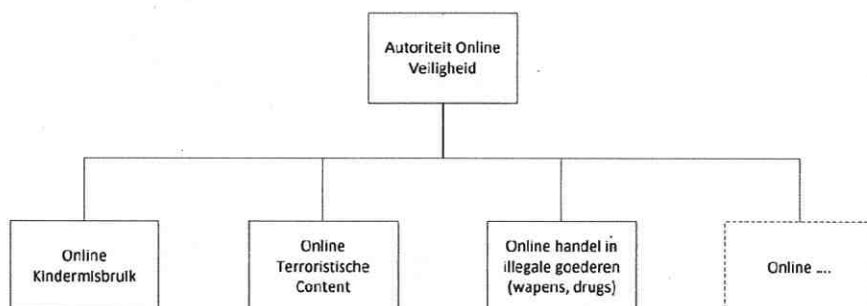 Autoriteit Online
Veiligheid
Online
Kindermisbruik
Online
Terroristische
Content
Online handel in
illegale goederen
(wapens, drugs)
Online ....